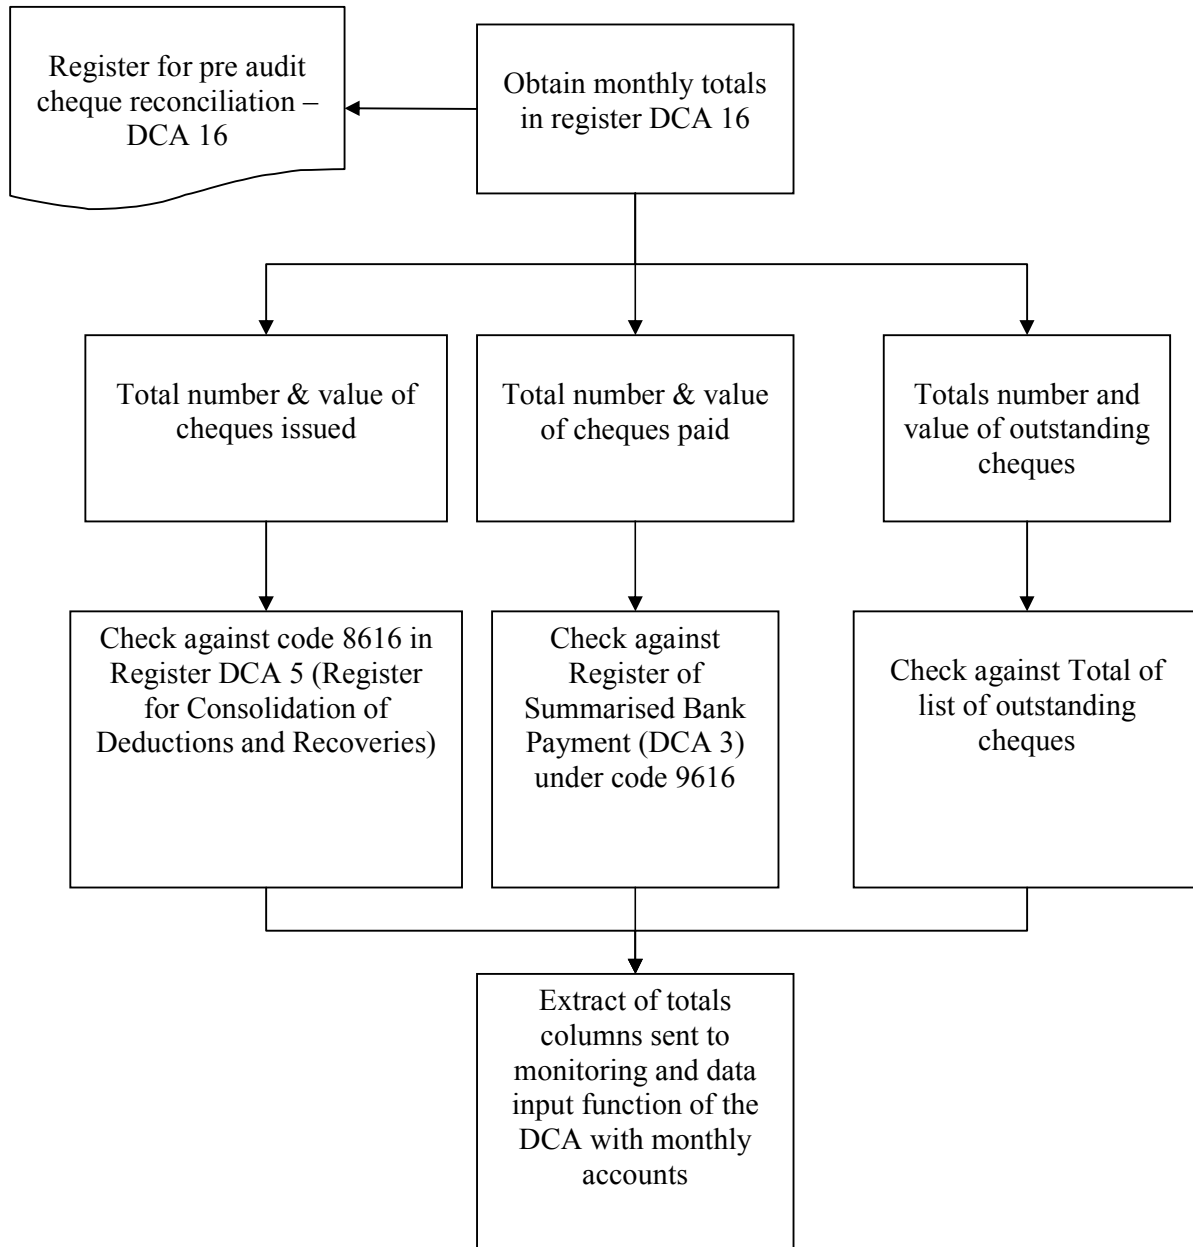 Register for pre audit
cheque reconciliation –
DCA 16
Obtain monthly totals
in register DCA 16
Total number & value of
cheques issued
Total number & value
of cheques paid
Totals number and
value of outstanding
cheques
Check against code 8616 in
Register DCA 5 (Register
for Consolidation of
Deductions and Recoveries)
Check against
Register of
Summarised Bank
Payment (DCA 3)
under code 9616
Check against Total of
list of outstanding
cheques
Extract of totals
columns sent to
monitoring and data
input function of the
DCA with monthly
accounts